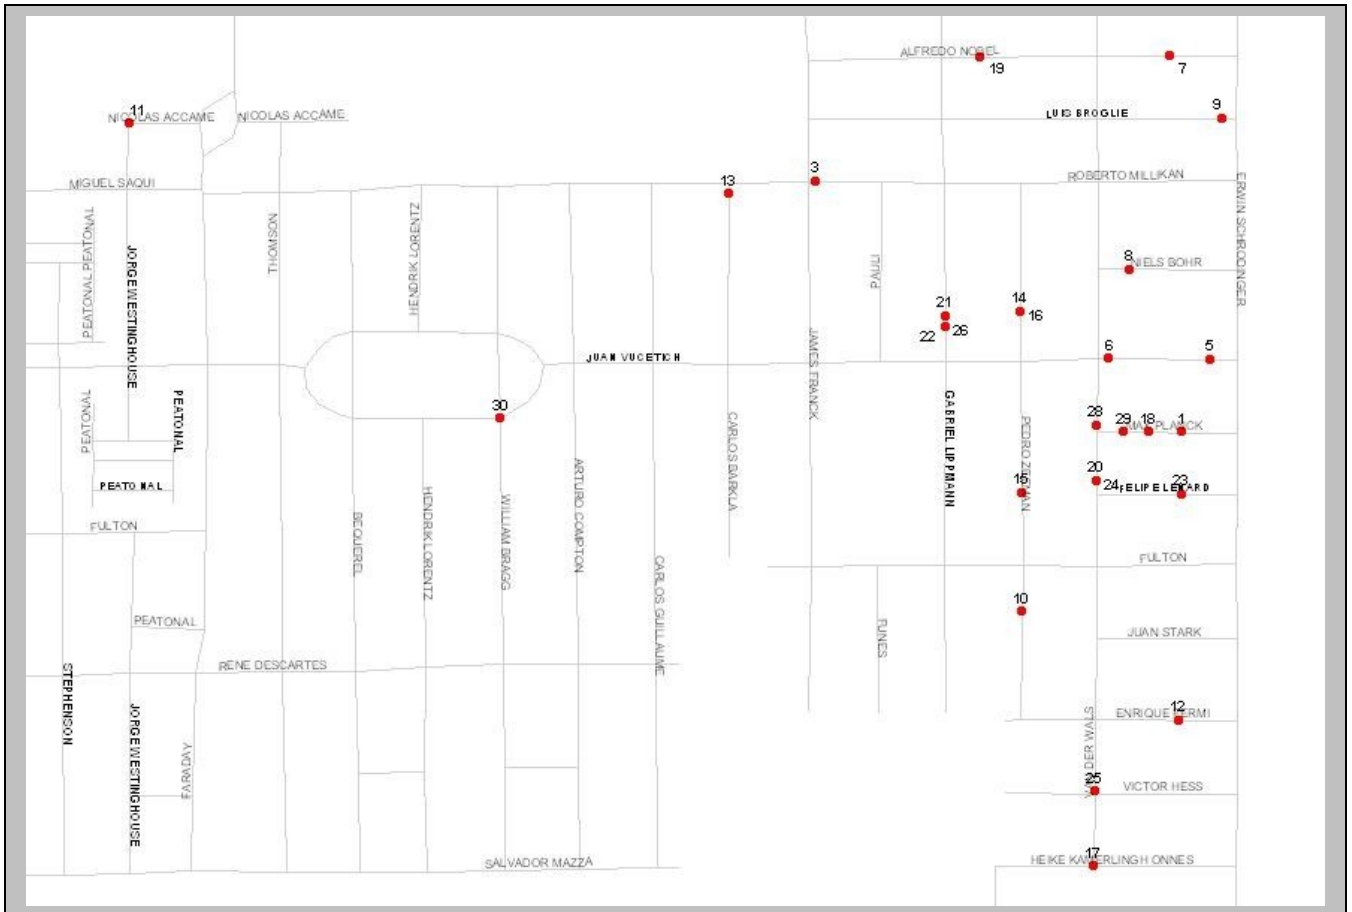 ALFREDO NOBEL
19
7
11
NICOLAS ACCAME
NICOLAS ACCAME
LUIS BROGLIE
9
MIGUEL SAQUI
13
3
ROBERTO MILLIKAN
ERWIN SCHRODINGER
PEATONAL PEATONAL
JORGE WESTINGHOUSE
THOMSON
HENDRIK LORENTZ
PAULI
8
NIELS BOHR
21
22
26
14
16
JUAN VUCETICH
JAMES FRANCK
6
5
PEATONAL
PEATONAL
30
CARLOS BARKLA
GABRIEL LIPPMANN
PEDRO ZEEMAN
28
29
18
1
MAX PLANCK
PEATONAL
15
20
24
23
FELIPE LENARD
FULTON
BEQUEREL
HENDRIK LORENTZ
WILLIAM BRAGG
ARTURO COMPTON
CARLOS GUILLAUME
FULTON
10
PEATONAL
FUNES
JUAN STARK
RENE DESCARTES
STEPHENSON
JORGE WESTINGHOUSE
FARADAY
12
ENRIQUE FERMI
25
VICTOR HESS
SALVADOR MAZZA
17
HEIKE KAMERLINGH ONNES